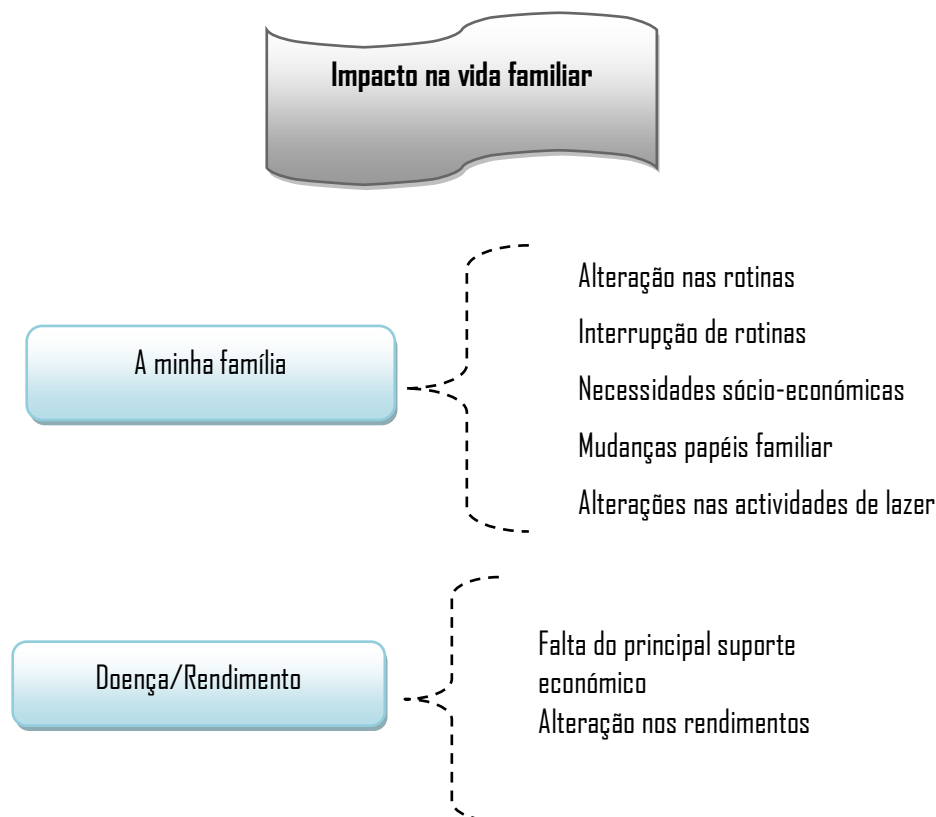 Impacto na vida familiar
A minha família
Alteração nas rotinas
Interrupção de rotinas
Necessidades sócio-económicas
Mudanças papéis familiar
Alterações nas actividades de lazer
Doença/Rendimento
Falta do principal suporte
económico
Alteração nos rendimentos